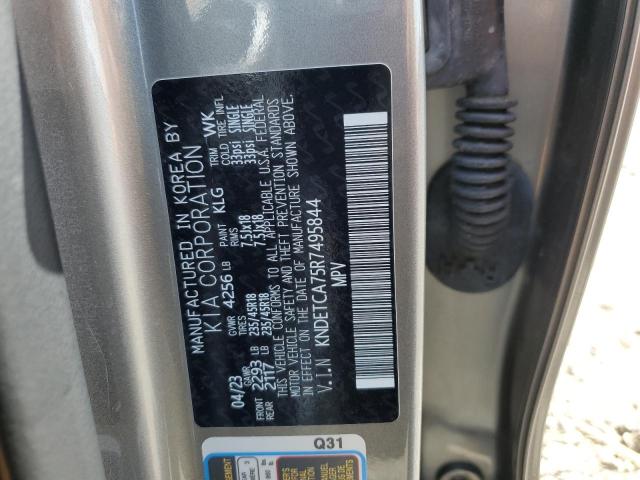 MANUFACTURED IN KOREA BY
KIA CORPORATION
04/23 GVWR 4256 LB PAINT KLG TRIM WK
GAWR TIRES RIMS COLD TIRE INFL
FRONT 2293 LB 235/45R18 7.5Jx18 33psi SINGLE
REAR 2117 LB 235/45R18 7.5Jx18 33psi SINGLE
THIS VEHICLE CONFORMS TO ALL APPLICABLE U.S.A. FEDERAL
MOTOR VEHICLE SAFETY AND THEFT PREVENTION STANDARDS
IN EFFECT ON THE DATE OF MANUFACTURE SHOWN ABOVE.
V.I.N KNDETCA75R7495844
MPV
Q31